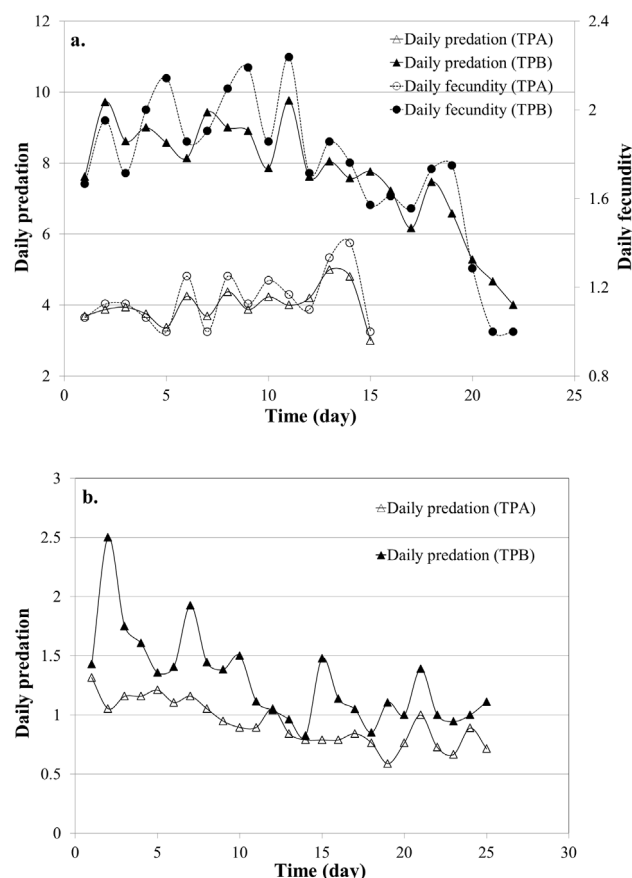 12
2.4
a.
Daily predation (TPA)
Daily predation (TPB)
Daily fecundity (TPA)
Daily fecundity (TPB)
10
2
8
1.6
6
1.2
4
2
0.8
Daily predation
Daily fecundity
0
5
10
15
20
25
Time (day)
3
b.
Daily predation (TPA)
Daily predation (TPB)
2.5
2
1.5
1
0.5
0
Daily predation
0
5
10
15
20
25
30
Time (day)